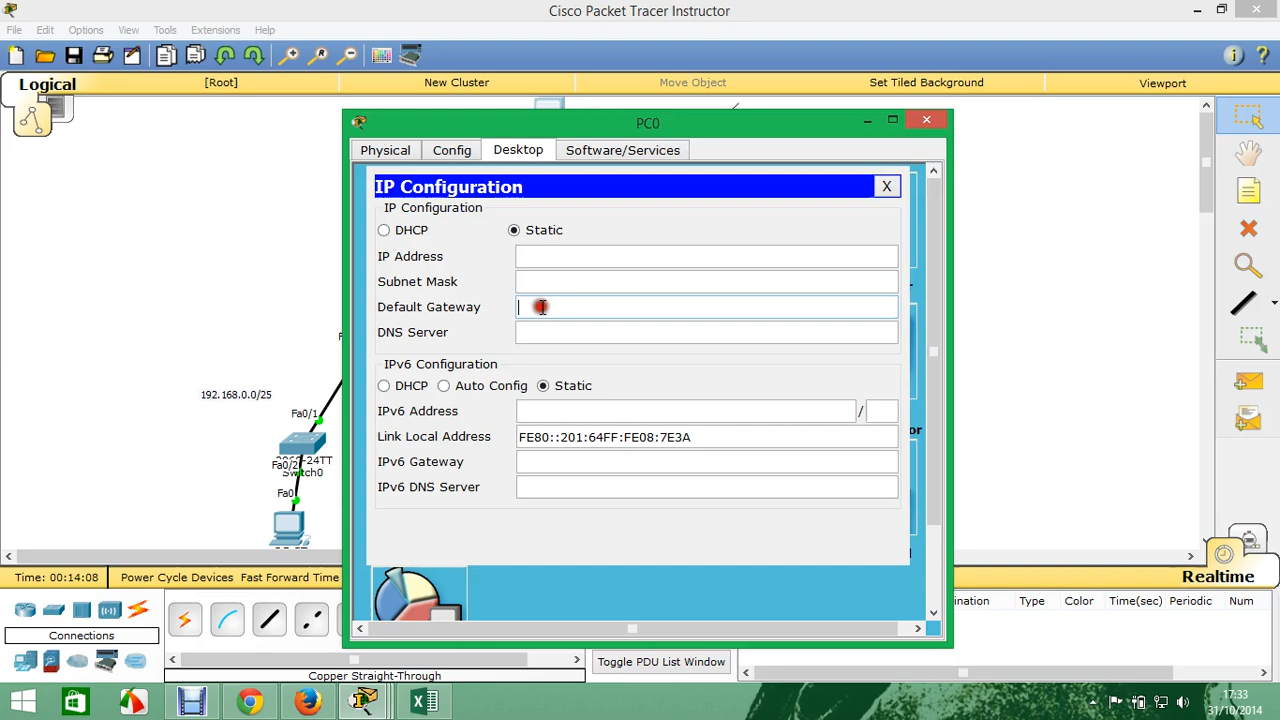 Cisco Packet Tracer Instructor
File Edit Options View Tools Extensions Help
Logical [Root] New Cluster Move Object Set Tiled Background Viewport
PC0
Physical Config Desktop Software/Services
IP Configuration X
IP Configuration
DHCP Static
IP Address
Subnet Mask
Default Gateway
DNS Server
IPv6 Configuration
DHCP Auto Config Static
IPv6 Address /
Link Local Address FE80::201:64FF:FE08:7E3A
IPv6 Gateway
IPv6 DNS Server
192.168.0.0/25
Fa0/1
Switch0
Fa0/2
Fa0
Time: 00:14:08 Power Cycle Devices Fast Forward Time
Realtime
Type Color Time(sec) Periodic Num
Connections
Toggle PDU List Window
Copper Straight-Through
17:33
31/10/2014